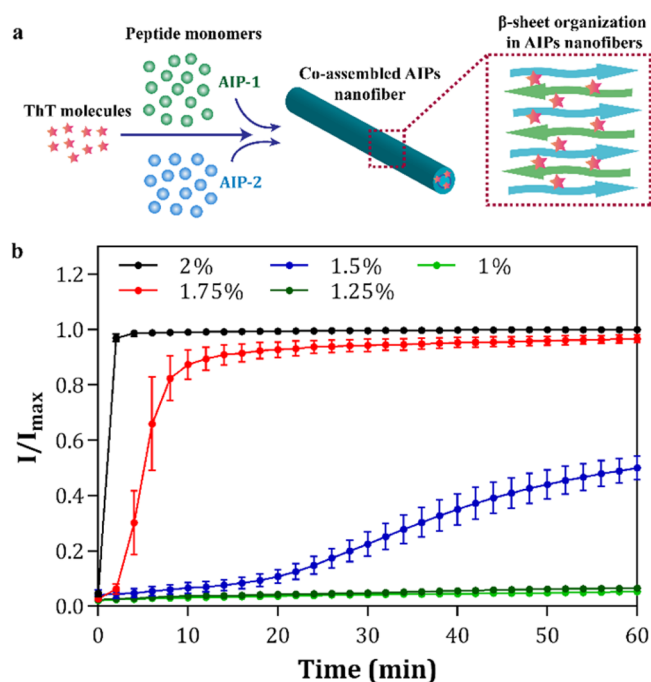 a
Peptide monomers
AIP-1
ThT molecules
AIP-2
Co-assembled AIPs
nanofiber
β-sheet organization
in AIPs nanofibers
b
2%
1.5%
1%
1.75%
1.25%
I/Imax
1.2
1.0
0.8
0.6
0.4
0.2
0.0
0
10
20
30
40
50
60
Time (min)